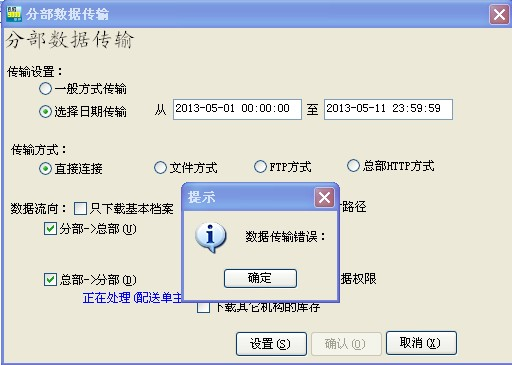 分部数据传输
分部数据传输
传输设置：
一般方式传输
选择日期传输 从 2013-05-01 00:00:00 至 2013-05-11 23:59:59
传输方式：
直接连接 文件方式 FTP方式 总部HTTP方式
数据流向： 只下载基本档案 路径
分部->总部(U)
提示
数据传输错误：
确定
总部->分部(D) 据权限
正在处理(配送单主
下载其它机构的库存
设置(S) 确认(O) 取消(X)